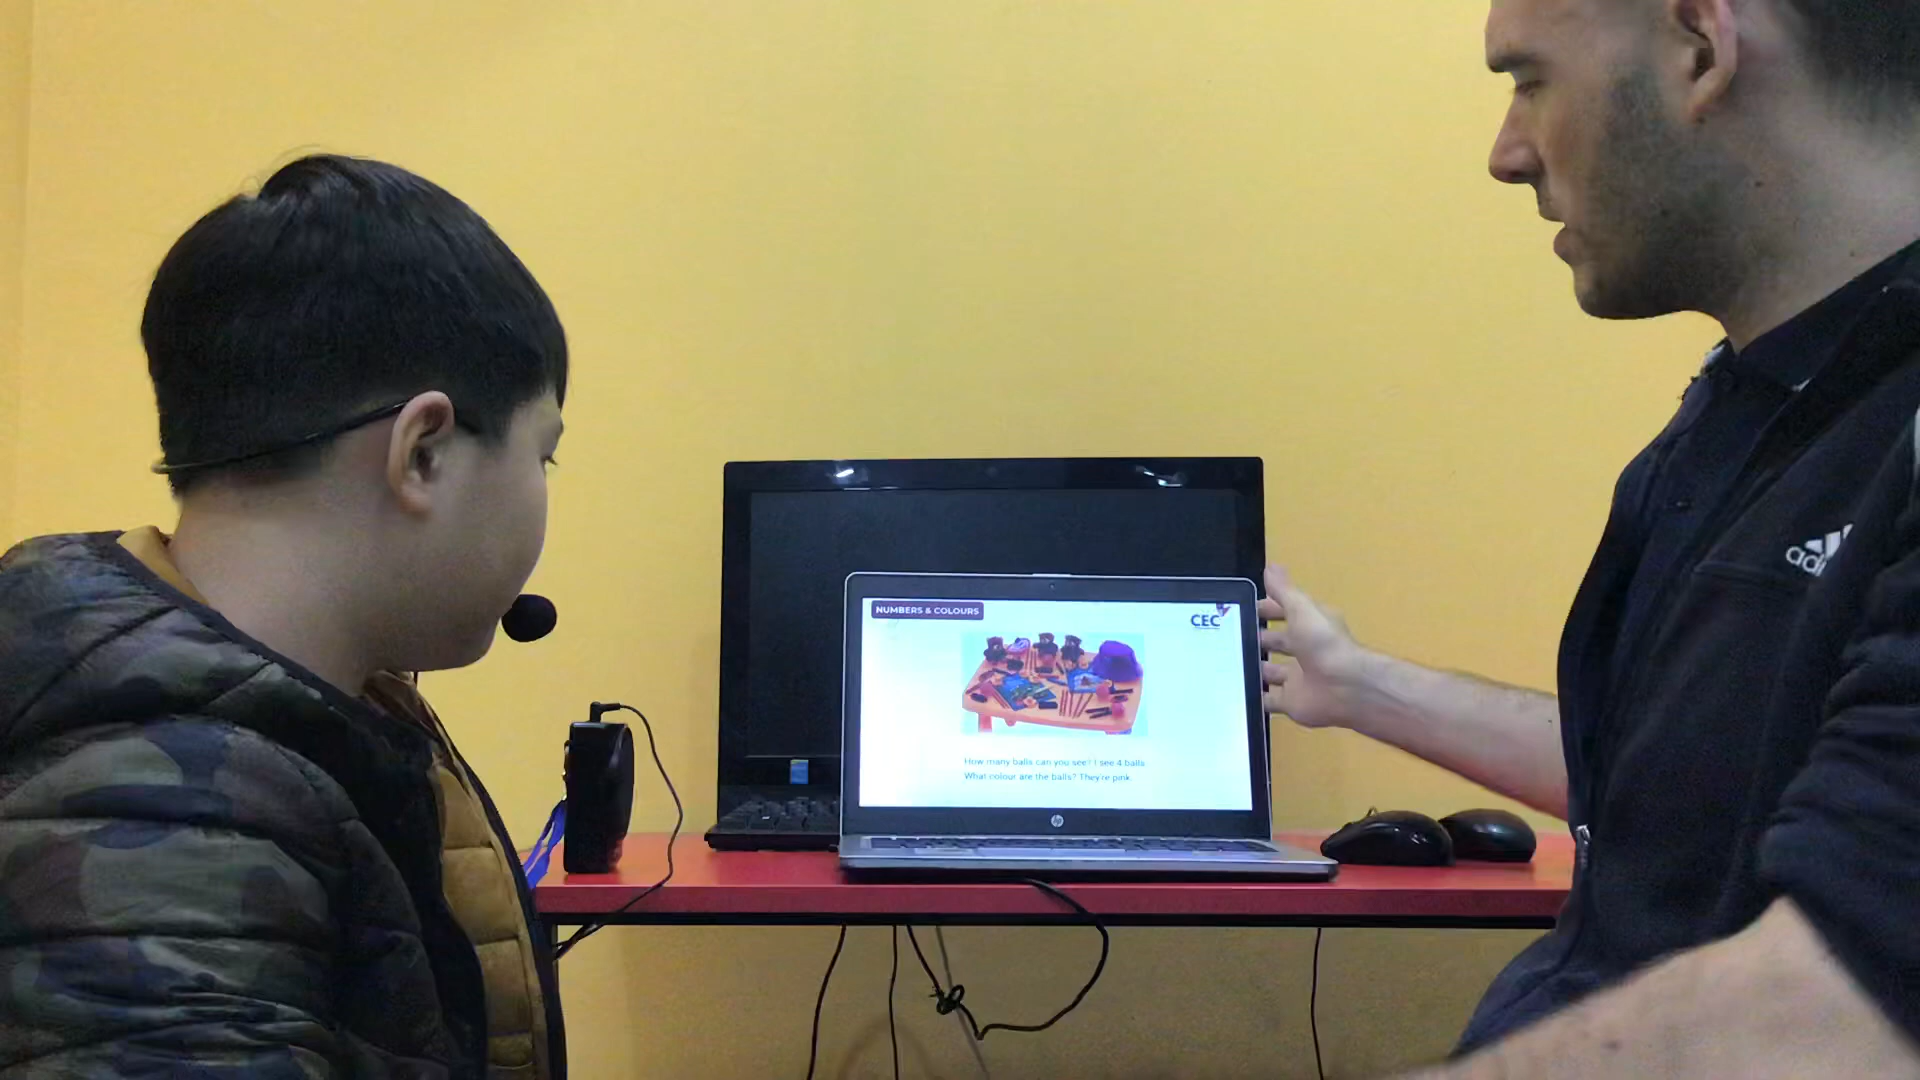 NUMBERS & COLOURS
CEC
How many balls can you see? I see 4 balls.
What colour are the balls? They're pink.
hp